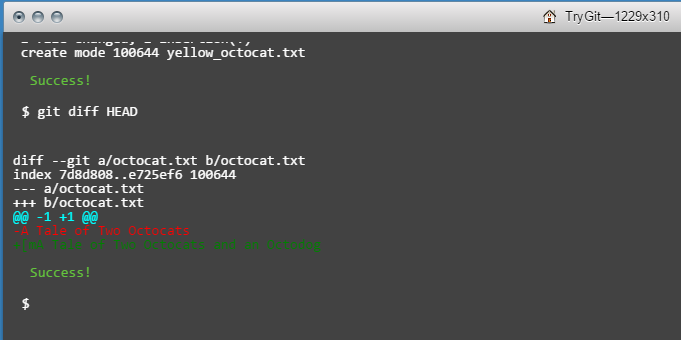 TryGit—1229x310
create mode 100644 yellow_octocat.txt
Success!
$ git diff HEAD
diff --git a/octocat.txt b/octocat.txt
index 7d8d808..e725ef6 100644
--- a/octocat.txt
+++ b/octocat.txt
@@ -1 +1 @@
-A Tale of Two Octocats
+[mA Tale of Two Octocats and an Octodog
Success!
$